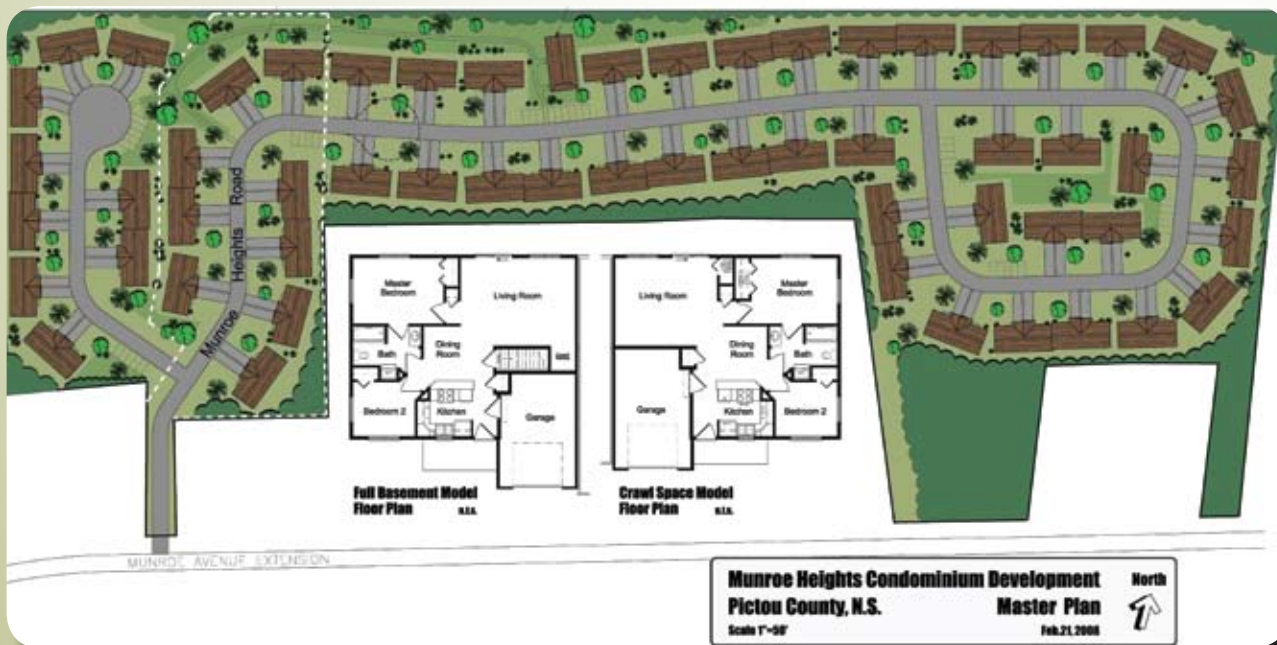 Munroe Heights Road
Master
Bedroom
Living Room
Dining
Room
Bath
Bedroom 2
Kitchen
Garage
Full Basement Model
Floor Plan n.t.s.
Living Room
Master
Bedroom
Dining
Room
Bath
Garage
Kitchen
Bedroom 2
Crawl Space Model
Floor Plan n.t.s.
MUNROE AVENUE EXTENSION
Munroe Heights Condominium Development North
Pictou County, N.S. Master Plan
Scale 1"=50' Feb.21,2008